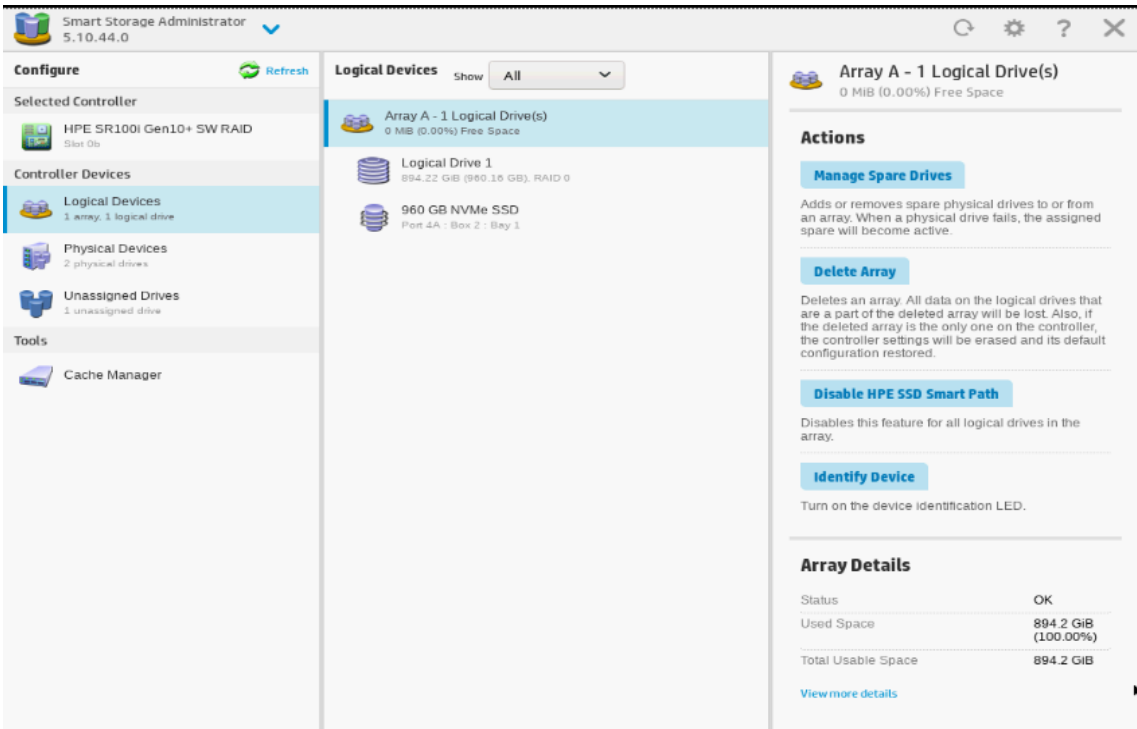 Smart Storage Administrator
5.10.44.0
Configure
Refresh
Selected Controller
HPE SR100i Gen10+ SW RAID
Slot 0b
Controller Devices
Logical Devices
1 array, 1 logical drive
Physical Devices
2 physical drives
Unassigned Drives
1 unassigned drive
Tools
Cache Manager
Logical Devices Show All
Array A - 1 Logical Drive(s)
0 MiB (0.00%) Free Space
Logical Drive 1
894.22 GiB (960.16 GB), RAID 0
960 GB NVMe SSD
Port 4A : Box 2 : Bay 1
?
Array A - 1 Logical Drive(s)
0 MiB (0.00%) Free Space
Actions
Manage Spare Drives
Adds or removes spare physical drives to or from
an array. When a physical drive fails, the assigned
spare will become active.
Delete Array
Deletes an array. All data on the logical drives that
are a part of the deleted array will be lost. Also, if
the deleted array is the only one on the controller,
the controller settings will be erased and its default
configuration restored.
Disable HPE SSD Smart Path
Disables this feature for all logical drives in the
array.
Identify Device
Turn on the device identification LED.
Array Details
Status OK
Used Space 894.2 GiB
(100.00%)
Total Usable Space 894.2 GiB
View more details